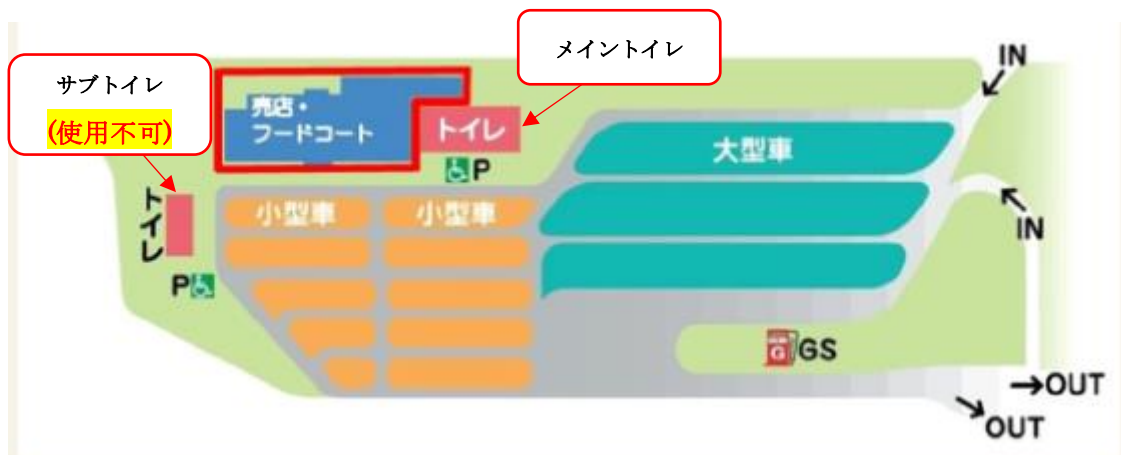 メイントイレ
サブトイレ
(使用不可)
売店・
フードコート
トイレ
P
大型車
トイレ
P
小型車
小型車
IN
IN
G
GS
OUT
OUT